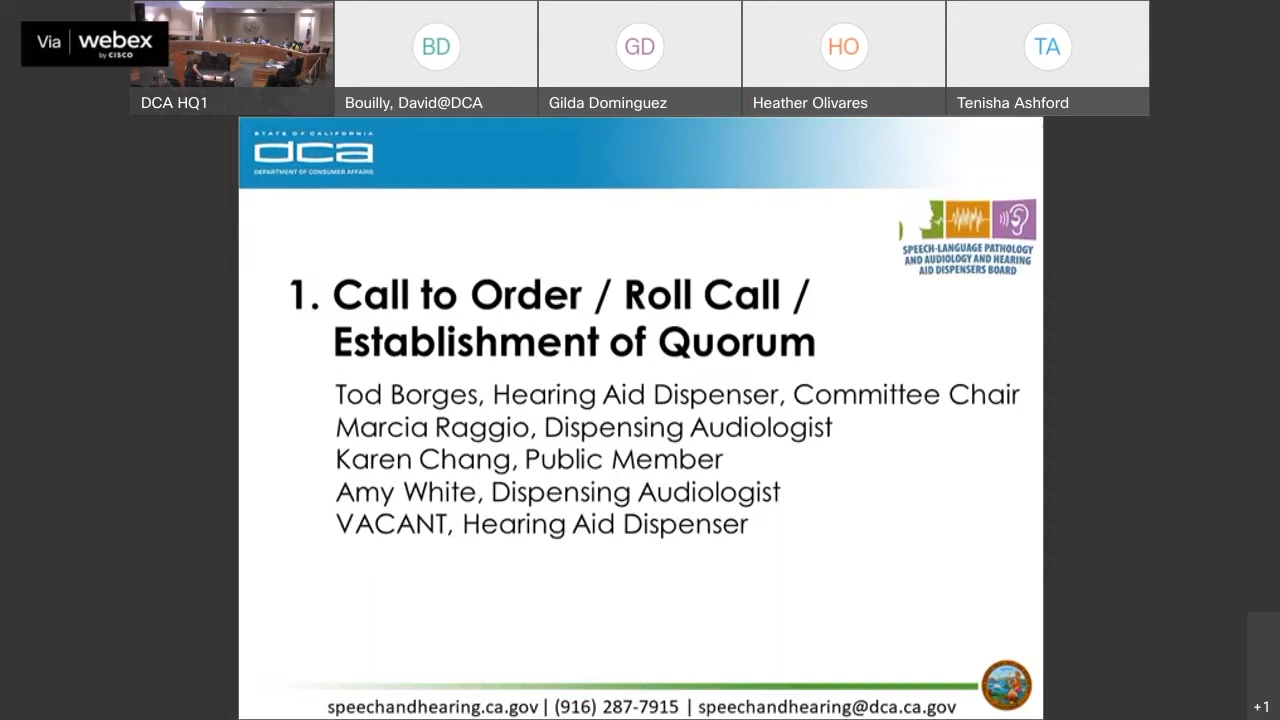 Via webex
by CISCO
DCA HQ1
BD
Bouilly, David@DCA
GD
Gilda Dominguez
HO
Heather Olivares
TA
Tenisha Ashford
STATE OF CALIFORNIA
dca
DEPARTMENT OF CONSUMER AFFAIRS
SPEECH-LANGUAGE PATHOLOGY
AND AUDIOLOGY AND HEARING
AID DISPENSERS BOARD
1. Call to Order / Roll Call /
Establishment of Quorum
Tod Borges, Hearing Aid Dispenser, Committee Chair
Marcia Raggio, Dispensing Audiologist
Karen Chang, Public Member
Amy White, Dispensing Audiologist
VACANT, Hearing Aid Dispenser
speechandhearing.ca.gov | (916) 287-7915 | speechandhearing@dca.ca.gov
+1